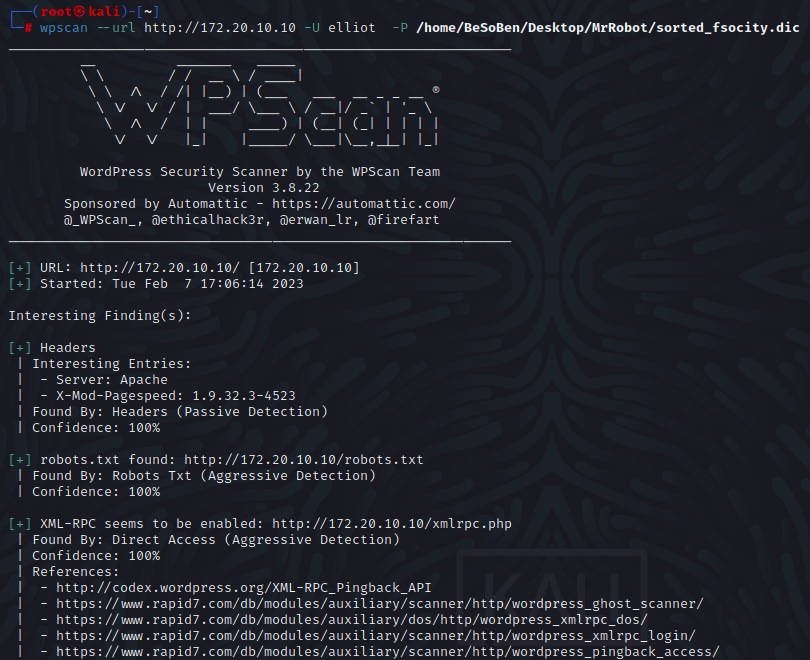 ┌──(root㉿kali)-[~]
└─# wpscan --url http://172.20.10.10 -U elliot  -P /home/BeSoBen/Desktop/MrRobot/sorted_fsocity.dic
WPScan ®
WordPress Security Scanner by the WPScan Team
Version 3.8.22
Sponsored by Automattic - https://automattic.com/
@_WPScan_, @ethicalhack3r, @erwan_lr, @firefart
[+] URL: http://172.20.10.10/ [172.20.10.10]
[+] Started: Tue Feb  7 17:06:14 2023
Interesting Finding(s):
[+] Headers
| Interesting Entries:
|  - Server: Apache
|  - X-Mod-Pagespeed: 1.9.32.3-4523
| Found By: Headers (Passive Detection)
| Confidence: 100%
[+] robots.txt found: http://172.20.10.10/robots.txt
| Found By: Robots Txt (Aggressive Detection)
| Confidence: 100%
[+] XML-RPC seems to be enabled: http://172.20.10.10/xmlrpc.php
| Found By: Direct Access (Aggressive Detection)
| Confidence: 100%
| References:
|  - http://codex.wordpress.org/XML-RPC_Pingback_API
|  - https://www.rapid7.com/db/modules/auxiliary/scanner/http/wordpress_ghost_scanner/
|  - https://www.rapid7.com/db/modules/auxiliary/dos/http/wordpress_xmlrpc_dos/
|  - https://www.rapid7.com/db/modules/auxiliary/scanner/http/wordpress_xmlrpc_login/
|  - https://www.rapid7.com/db/modules/auxiliary/scanner/http/wordpress_pingback_access/
KALI